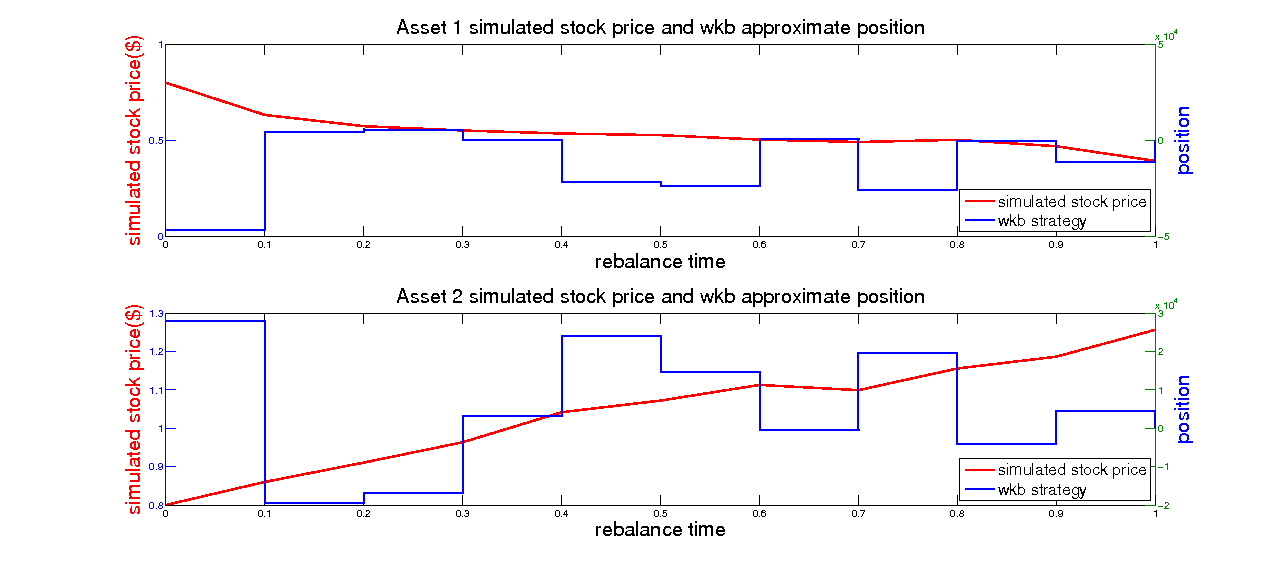 Asset 1 simulated stock price and wkb approximate position
x 10^4
simulated stock price($)
1
0.5
0
5
0
-5
position
simulated stock price
wkb strategy
0 0.1 0.2 0.3 0.4 0.5 0.6 0.7 0.8 0.9 1
rebalance time
Asset 2 simulated stock price and wkb approximate position
x 10^4
simulated stock price($)
1.3
1.2
1.1
1
0.9
0.8
3
2
1
0
-1
-2
position
simulated stock price
wkb strategy
0 0.1 0.2 0.3 0.4 0.5 0.6 0.7 0.8 0.9 1
rebalance time